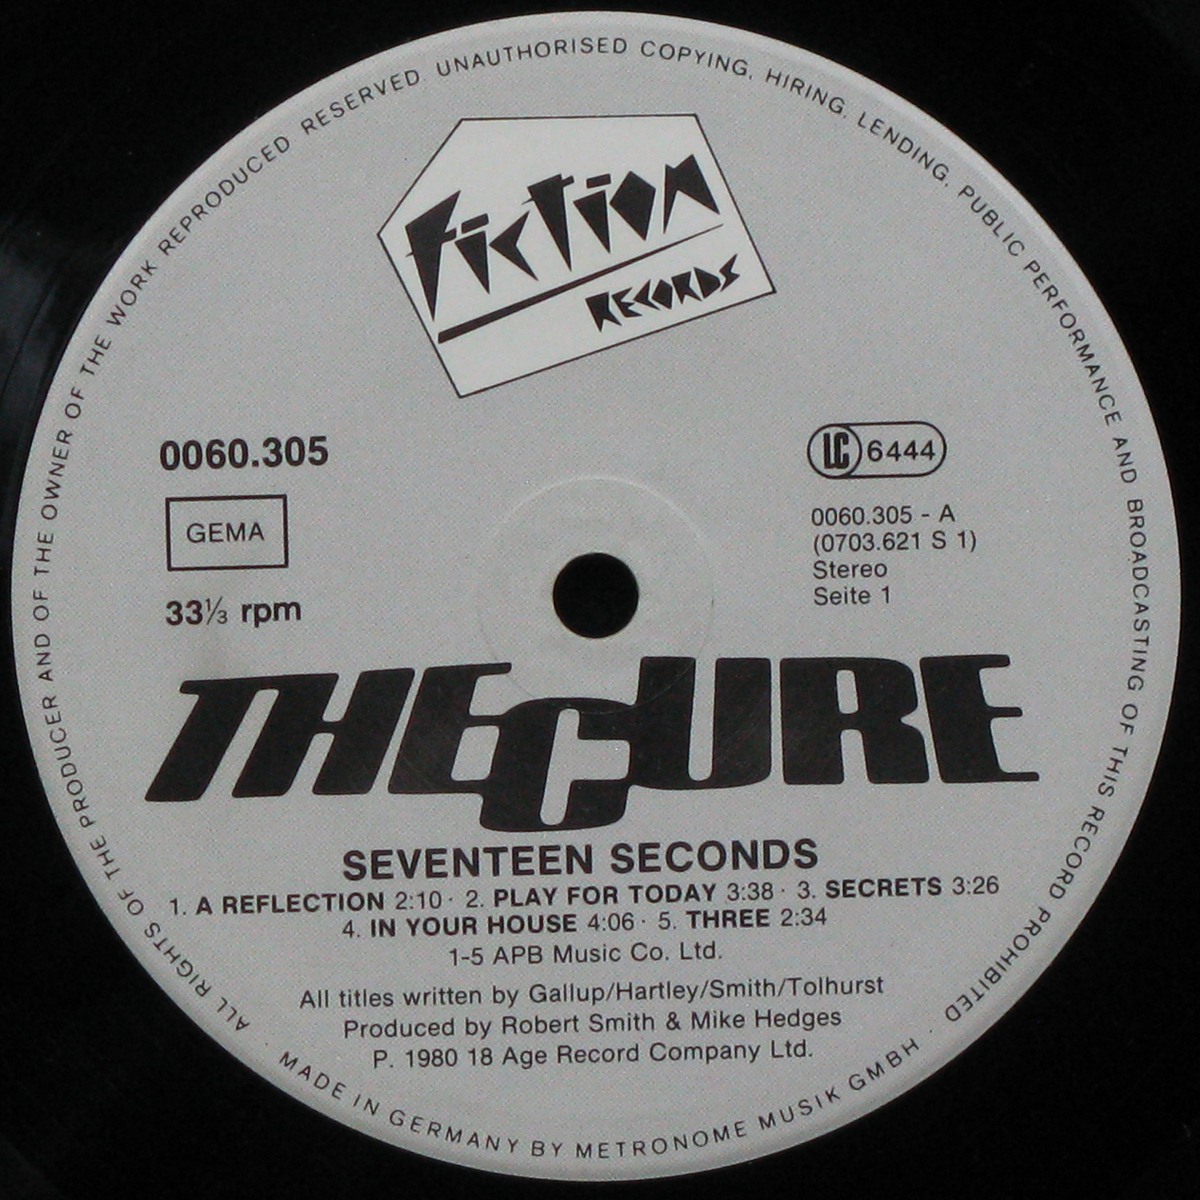 ALL RIGHTS OF THE PRODUCER AND OF THE OWNER OF THE WORK REPRODUCED RESERVED UNAUTHORISED COPYING, HIRING, LENDING, PUBLIC PERFORMANCE AND BROADCASTING OF THIS RECORD PROHIBITED
FICTION
RECORDS
0060.305
GEMA
33⅓ rpm
LC 6444
0060.305 - A
(0703.621 S 1)
Stereo
Seite 1
THE CURE
SEVENTEEN SECONDS
1. A REFLECTION 2:10 · 2. PLAY FOR TODAY 3:38 · 3. SECRETS 3:26
4. IN YOUR HOUSE 4:06 · 5. THREE 2:34
1-5 APB Music Co. Ltd.
All titles written by Gallup/Hartley/Smith/Tolhurst
Produced by Robert Smith & Mike Hedges
P. 1980 18 Age Record Company Ltd.
MADE IN GERMANY BY METRONOME MUSIK GMBH